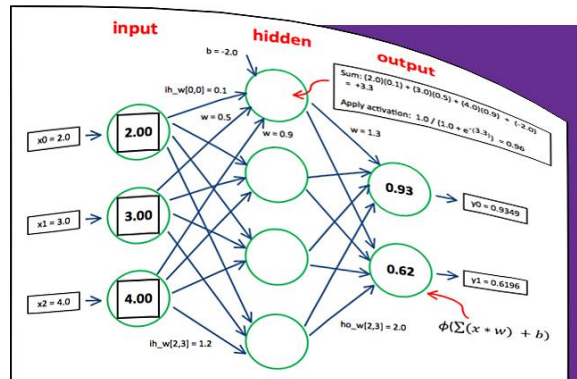 input
hidden
output
b = -2.0
Sum: (2.0)(0.1) + (3.0)(0.5) + (4.0)(0.9) + (-2.0)
= +3.3
Apply activation: 1.0 / (1.0 + e^(-3.3)) = 0.96
ih_w[0,0] = 0.1
w = 0.5
w = 0.9
w = 1.3
x0 = 2.0
2.00
0.93
y0 = 0.9349
x1 = 3.0
3.00
x2 = 4.0
4.00
0.62
y1 = 0.6196
ih_w[2,3] = 1.2
ho_w[2,3] = 2.0
ϕ(∑(x * w) + b)